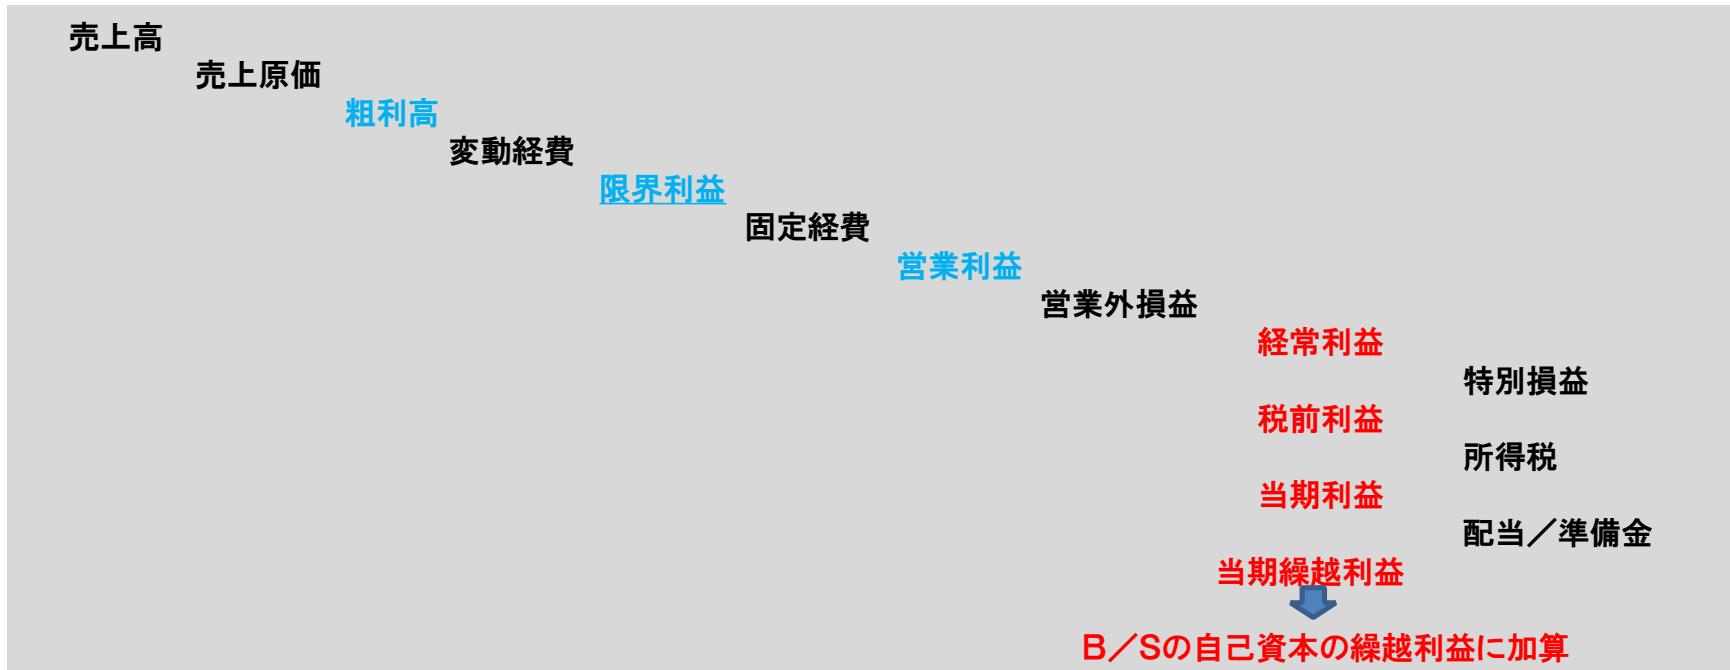 売上高
売上原価
粗利高
変動経費
限界利益
固定経費
営業利益
営業外損益
経常利益
特別損益
税前利益
所得税
当期利益
配当／準備金
当期繰越利益
B／Sの自己資本の繰越利益に加算